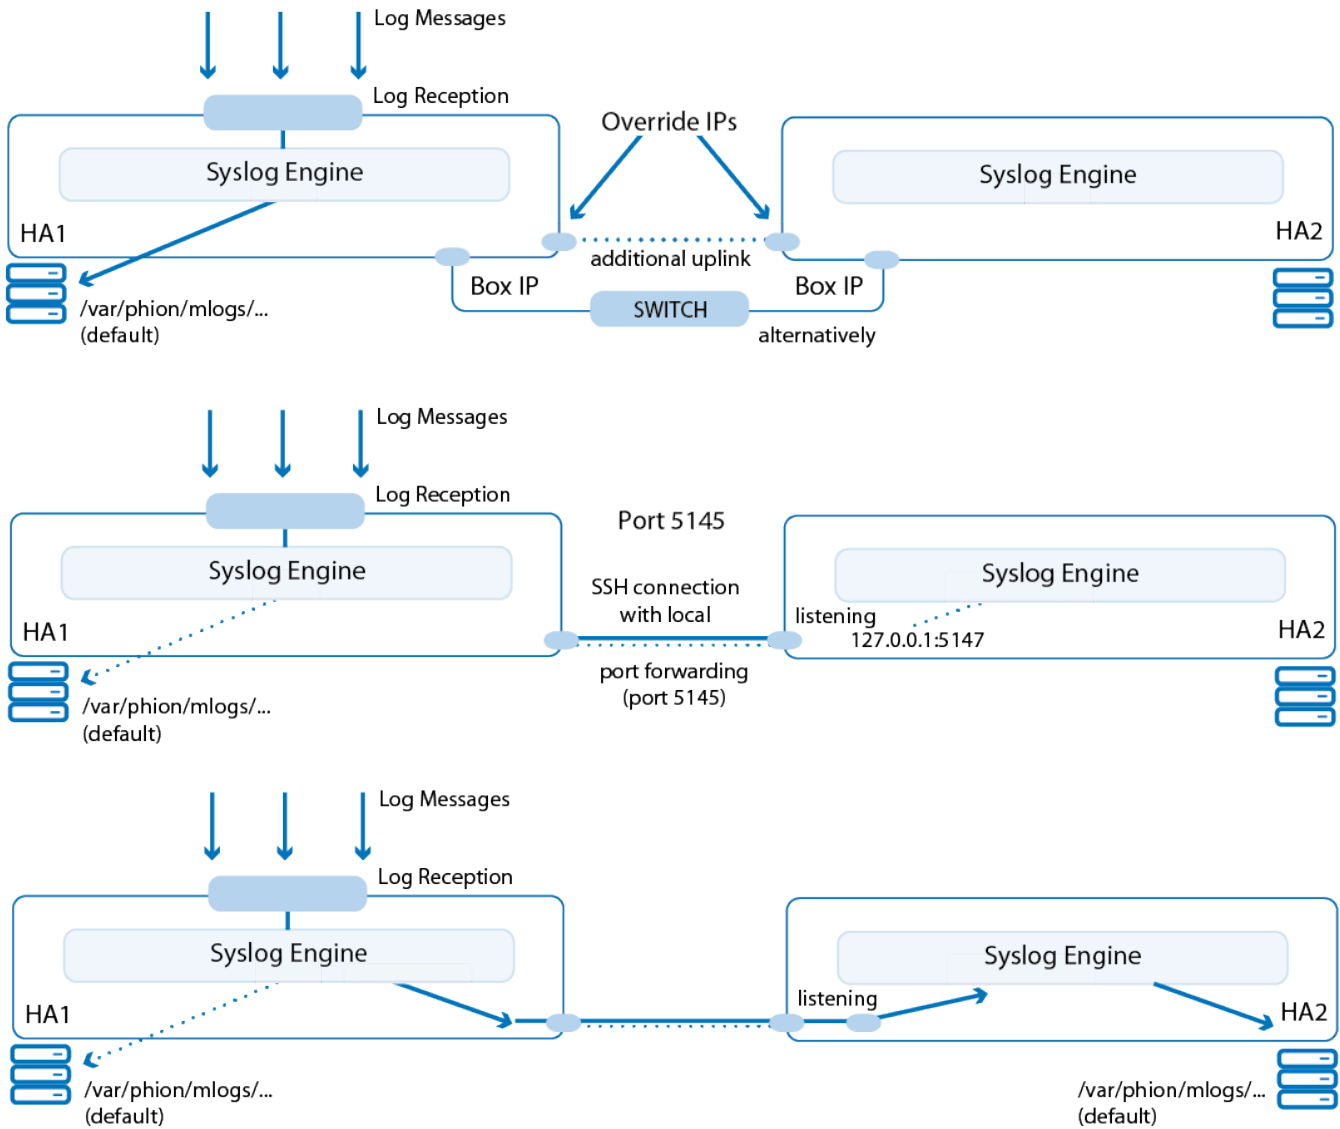 Log Messages
Log Reception
Override IPs
Syslog Engine
Syslog Engine
HA1
HA2
additional uplink
Box IP
Box IP
/var/phion/mlogs/...
(default)
SWITCH
alternatively
Log Messages
Log Reception
Port 5145
Syslog Engine
Syslog Engine
SSH connection
with local
listening
127.0.0.1:5147
HA1
HA2
port forwarding
(port 5145)
/var/phion/mlogs/...
(default)
Log Messages
Log Reception
Syslog Engine
Syslog Engine
listening
HA1
HA2
/var/phion/mlogs/...
(default)
/var/phion/mlogs/...
(default)